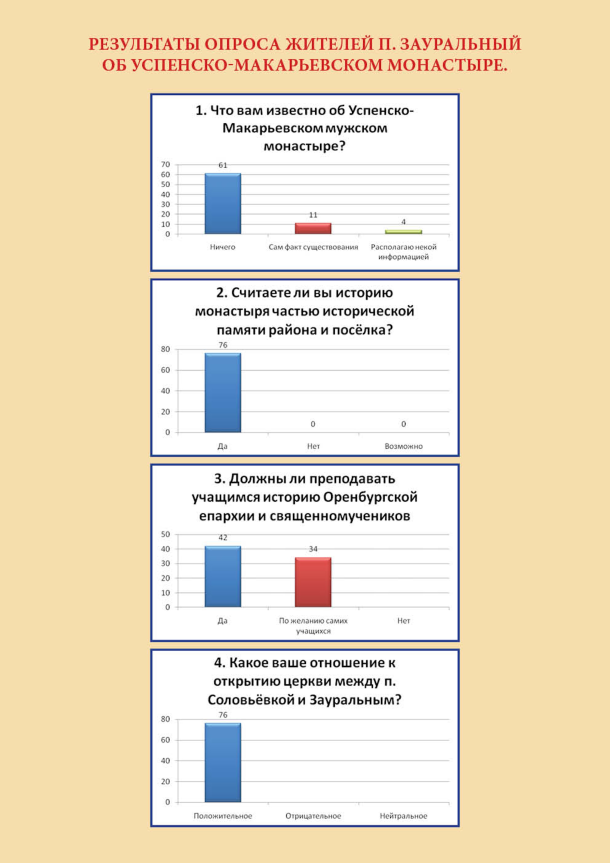 РЕЗУЛЬТАТЫ ОПРОСА ЖИТЕЛЕЙ П. ЗАУРАЛЬНЫЙ
ОБ УСПЕНСКО-МАКАРЬЕВСКОМ МОНАСТЫРЕ.
1. Что вам известно об Успенско-
Макарьевском мужском
монастыре?
70
60
50
40
30
20
10
0
61
11
4
Ничего
Сам факт существования
Располагаю некой
информацией
2. Считаете ли вы историю
монастыря частью исторической
памяти района и посёлка?
80
60
40
20
0
76
0
0
Да
Нет
Возможно
3. Должны ли преподавать
учащимся историю Оренбургской
епархии и священномучеников
50
40
30
20
10
0
42
34
Да
По желанию самих
учащихся
Нет
4. Какое ваше отношение к
открытию церкви между п.
Соловьёвкой и Зауральным?
80
60
40
20
0
76
Положительное
Отрицательное
Нейтральное